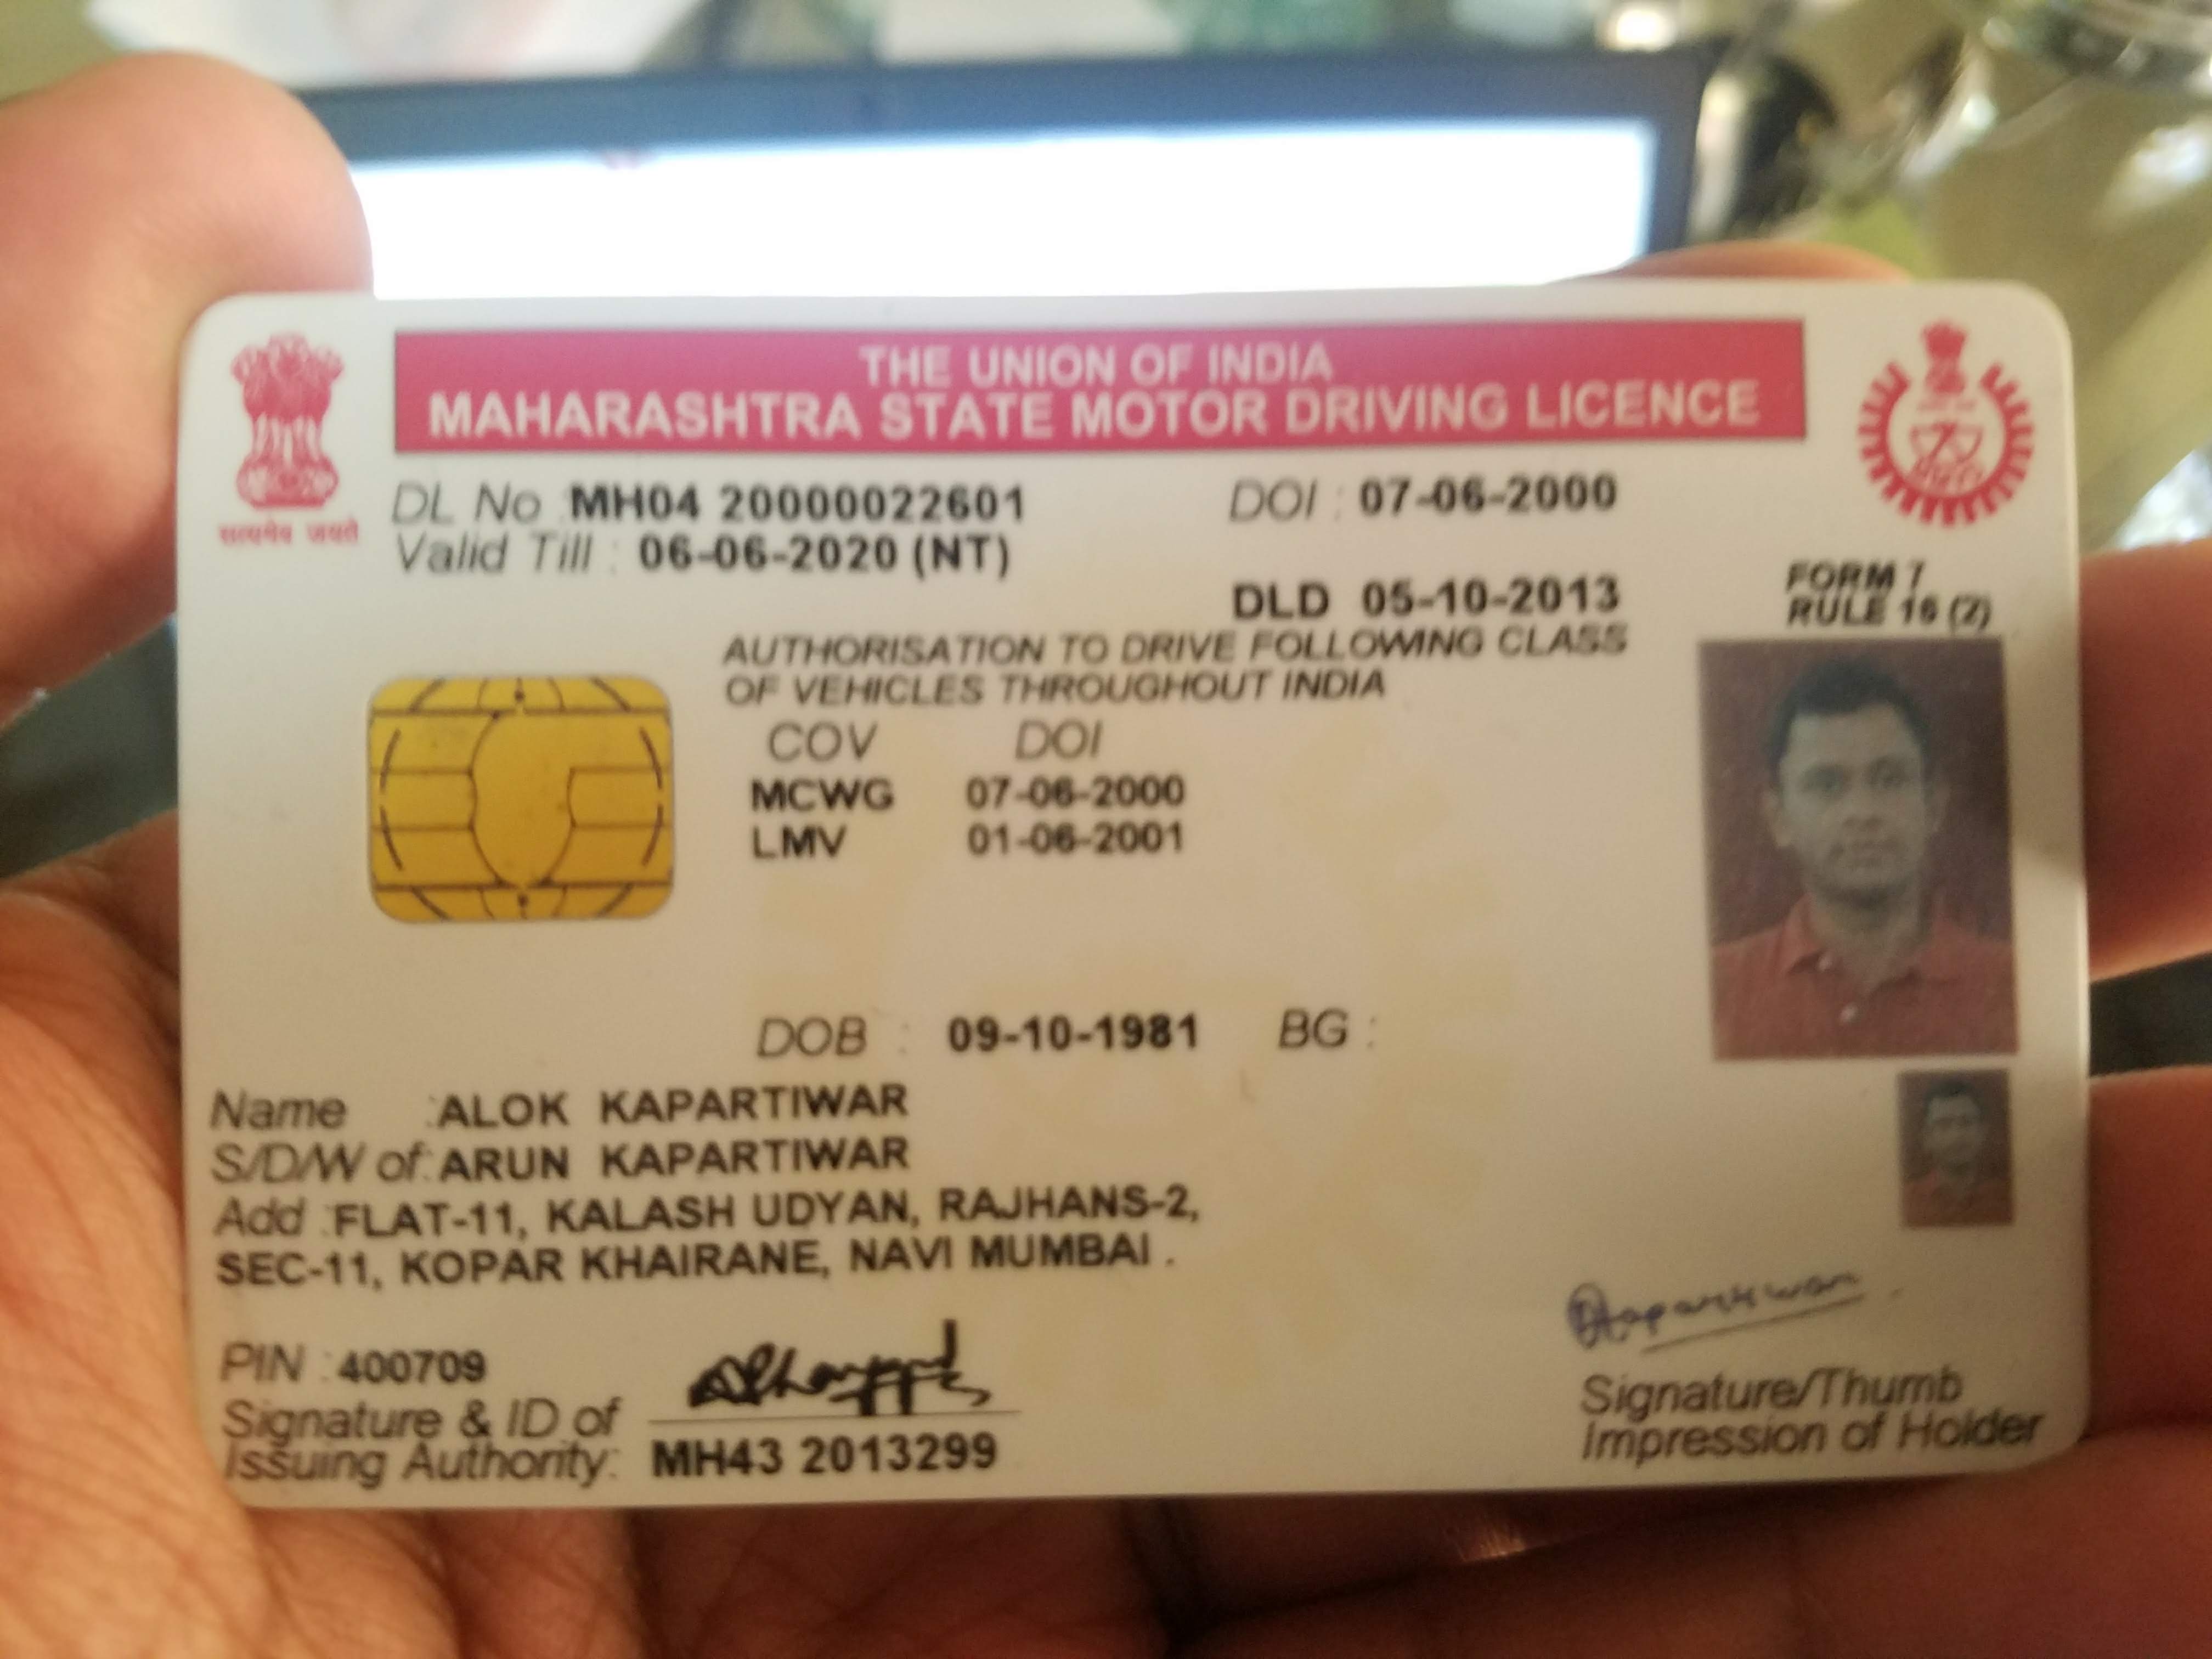 THE UNION OF INDIA
MAHARASHTRA STATE MOTOR DRIVING LICENCE
सत्यमेव जयते
DL No MH04 20000022601 DOI : 07-06-2000
Valid Till : 06-06-2020 (NT) DLD 05-10-2013
FORM 7
RULE 16 (2)
AUTHORISATION TO DRIVE FOLLOWING CLASS
OF VEHICLES THROUGHOUT INDIA
COV DOI
MCWG 07-06-2000
LMV 01-06-2001
DOB : 09-10-1981 BG :
Name : ALOK KAPARTIWAR
S/D/W of : ARUN KAPARTIWAR
Add : FLAT-11, KALASH UDYAN, RAJHANS-2,
SEC-11, KOPAR KHAIRANE, NAVI MUMBAI .
PIN : 400709
Signature & ID of
Issuing Authority: MH43 2013299
Signature/Thumb
Impression of Holder